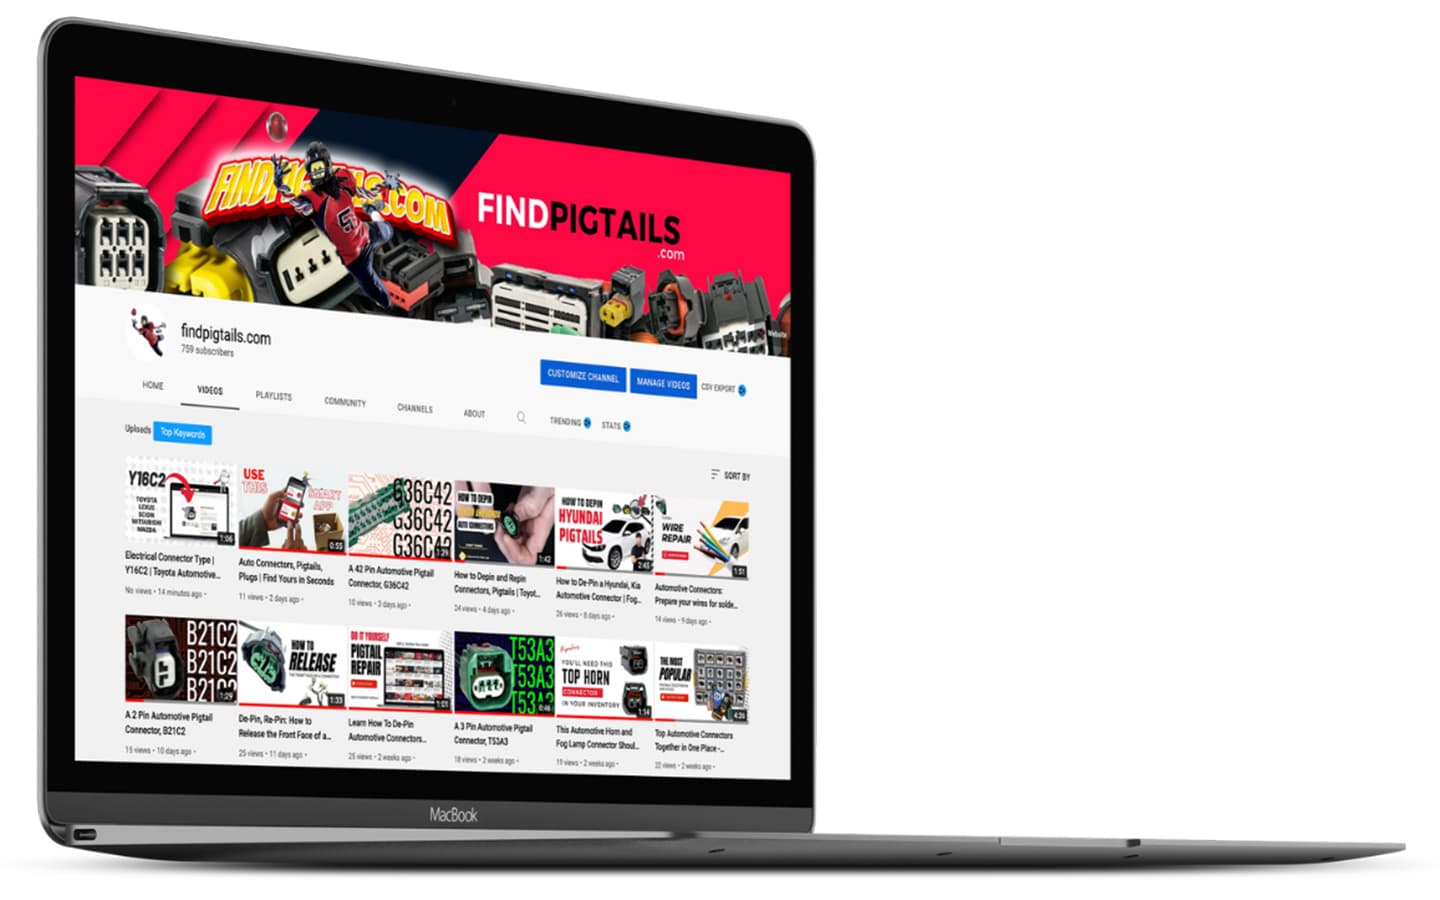 FINDPIGTAILS.COM
FINDPIGTAILS
.com
Website
findpigtails.com
759 subscribers
CUSTOMIZE CHANNEL
MANAGE VIDEOS
CSV EXPORT
HOME
VIDEOS
PLAYLISTS
COMMUNITY
CHANNELS
ABOUT
TRENDING
STATS
Uploads
Top Keywords
SORT BY
Y16C2
TOYOTA
LEXUS
SCION
MITSUBISHI
MAZDA
1:06
USE
THIS
SMART
APP
0:55
G36C42
G36C42
G36C42
1:29
HOW TO DEPIN
AUTO CONNECTORS
1:42
HOW TO DEPIN
HYUNDAI
PIGTAILS
2:45
WIRE
REPAIR
1:51
Electrical Connector Type |
Y16C2 | Toyota Automotive...
No views • 14 minutes ago
Auto Connectors, Pigtails,
Plugs | Find Yours in Seconds
11 views • 2 days ago
A 42 Pin Automotive Pigtail
Connector, G36C42
10 views • 3 days ago
How to Depin and Repin
Connectors, Pigtails | Toyot...
24 views • 4 days ago
How to De-Pin a Hyundai, Kia
Automotive Connector | Fog...
26 views • 8 days ago
Automotive Connectors:
Prepare your wires for solde...
14 views • 9 days ago
B21C2
B21C2
B21C2
B21C2
1:29
HOW TO
RELEASE
1:33
DO IT YOURSELF
PIGTAIL
REPAIR
1:01
T53A3
T53A3
T53A3
0:46
YOU'LL NEED THIS
TOP HORN
CONNECTOR
IN YOUR INVENTORY
1:14
THE MOST
POPULAR
4:35
A 2 Pin Automotive Pigtail
Connector, B21C2
15 views • 10 days ago
De-Pin, Re-Pin: How to
Release the Front Face of a...
25 views • 11 days ago
Learn How To De-Pin
Automotive Connectors...
25 views • 2 weeks ago
A 3 Pin Automotive Pigtail
Connector, T53A3
18 views • 2 weeks ago
This Automotive Horn and
Fog Lamp Connector Shoul...
19 views • 2 weeks ago
Top Automotive Connectors
Together in One Place -...
22 views • 2 weeks ago
MacBook